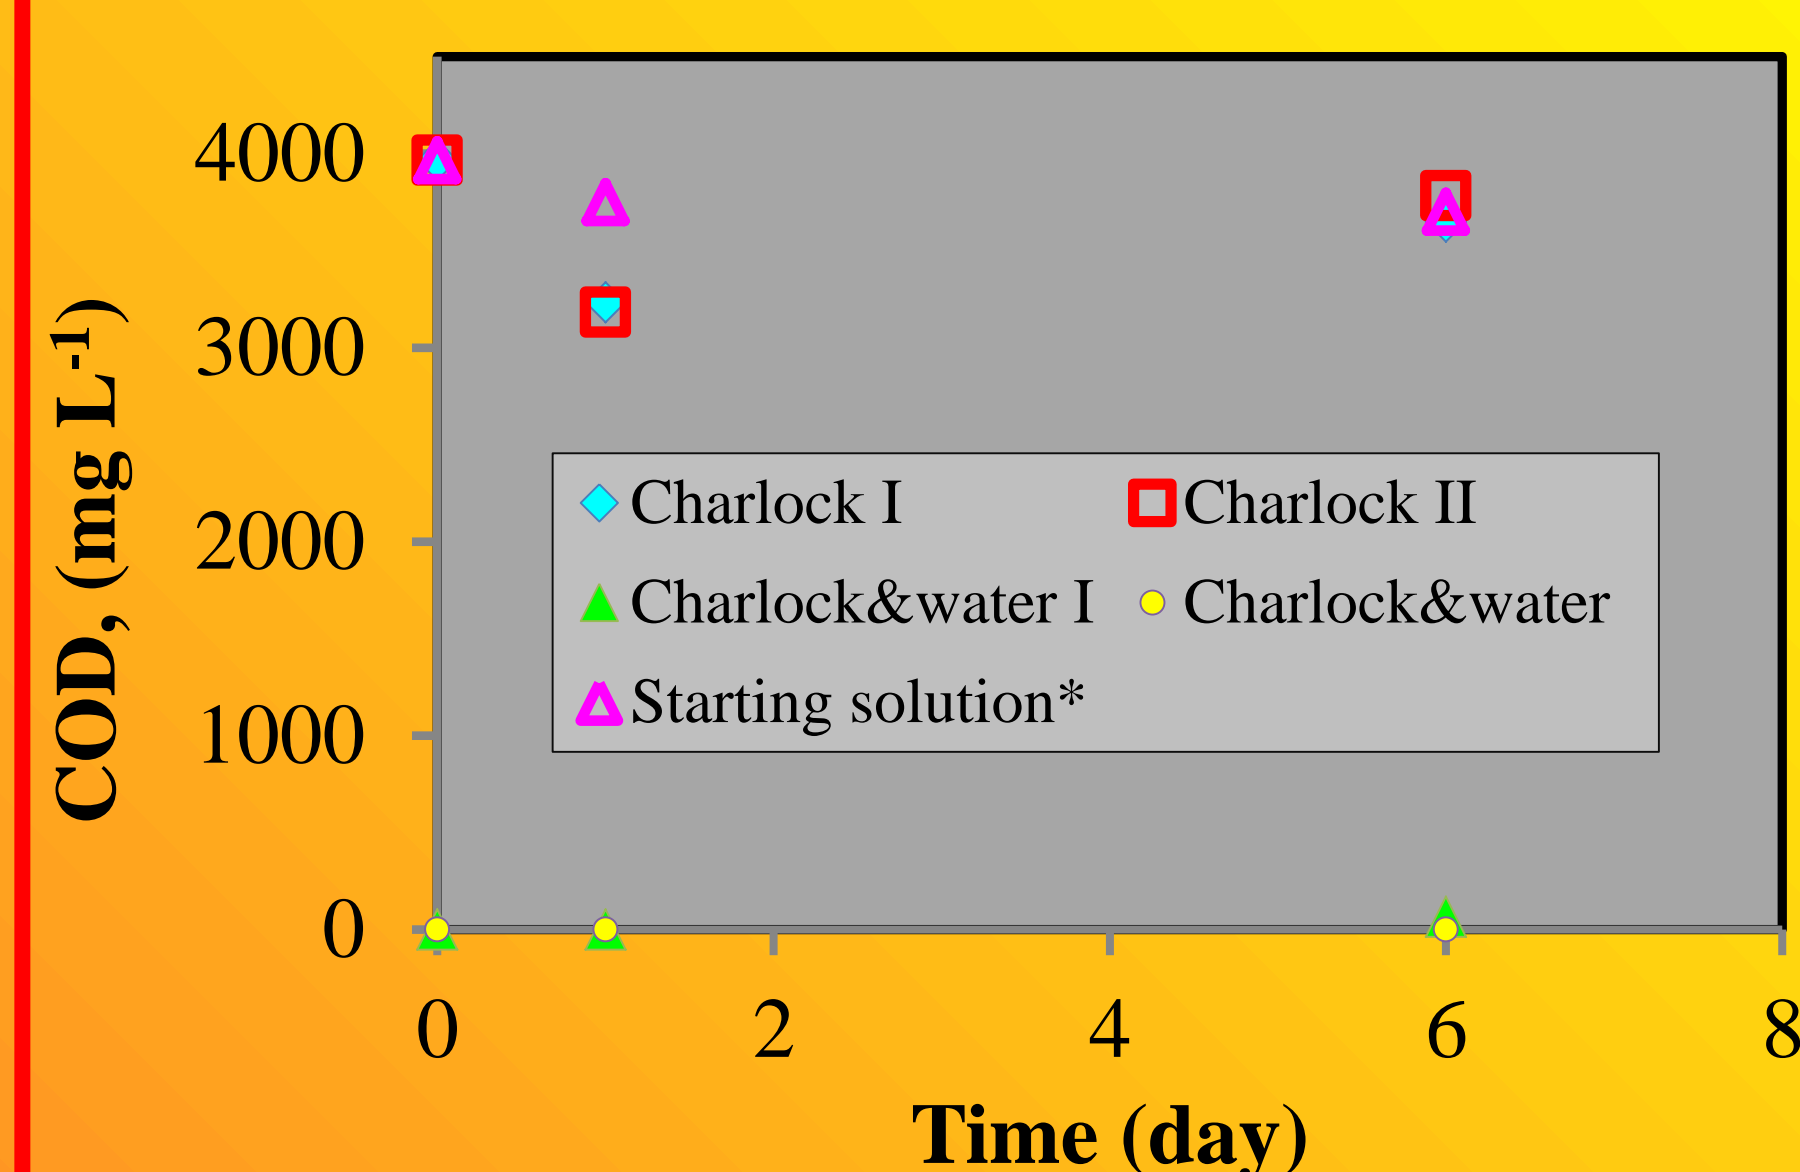 4000
3000
2000
1000
0
COD, (mg L-1)
Charlock I
Charlock II
Charlock&water I
Charlock&water
Starting solution*
0 2 4 6 8
Time (day)